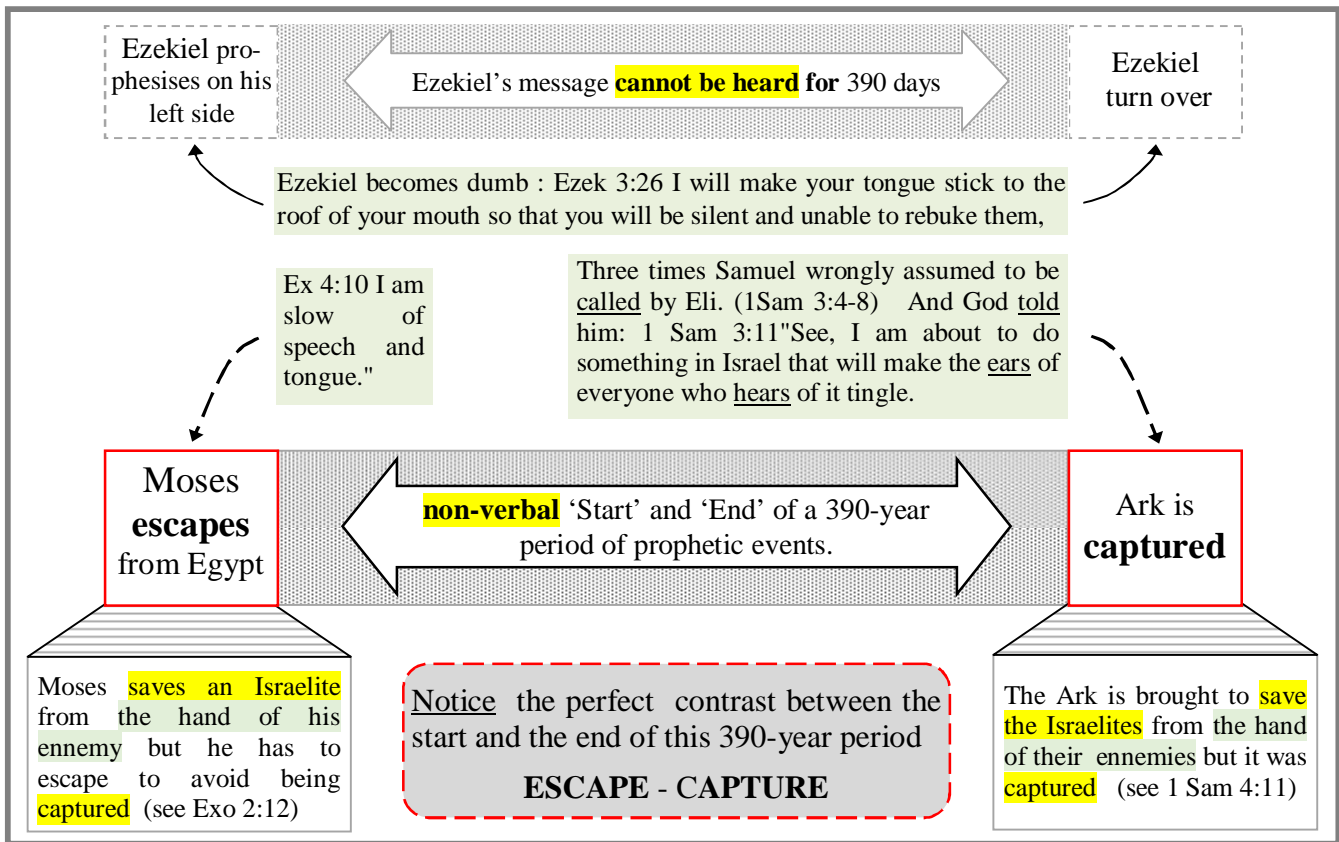 Ezekiel pro-
phesises on his
left side
Ezekiel’s message cannot be heard for 390 days
Ezekiel
turn over
Ezekiel becomes dumb : Ezek 3:26 I will make your tongue stick to the
roof of your mouth so that you will be silent and unable to rebuke them,
Ex 4:10 I am
slow of
speech and
tongue."
Three times Samuel wrongly assumed to be
called by Eli. (1Sam 3:4-8) And God told
him: 1 Sam 3:11"See, I am about to do
something in Israel that will make the ears of
everyone who hears of it tingle.
Moses
escapes
from Egypt
non-verbal ‘Start’ and ‘End’ of a 390-year
period of prophetic events.
Ark is
captured
Moses saves an Israelite
from the hand of his
ennemy but he has to
escape to avoid being
captured (see Exo 2:12)
Notice the perfect contrast between the
start and the end of this 390-year period
ESCAPE - CAPTURE
The Ark is brought to save
the Israelites from the hand
of their ennemies but it was
captured (see 1 Sam 4:11)